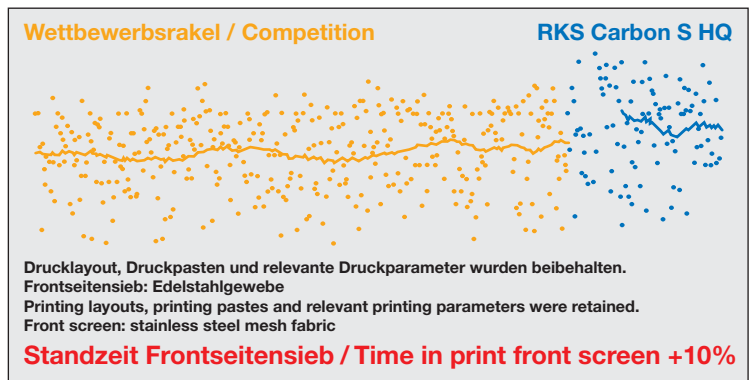 Wettbewerbsrakel / Competition
RKS Carbon S HQ
Drucklayout, Druckpasten und relevante Druckparameter wurden beibehalten.
Frontseitensieb: Edelstahlgewebe
Printing layouts, printing pastes and relevant printing parameters were retained.
Front screen: stainless steel mesh fabric
Standzeit Frontseitensieb / Time in print front screen +10%